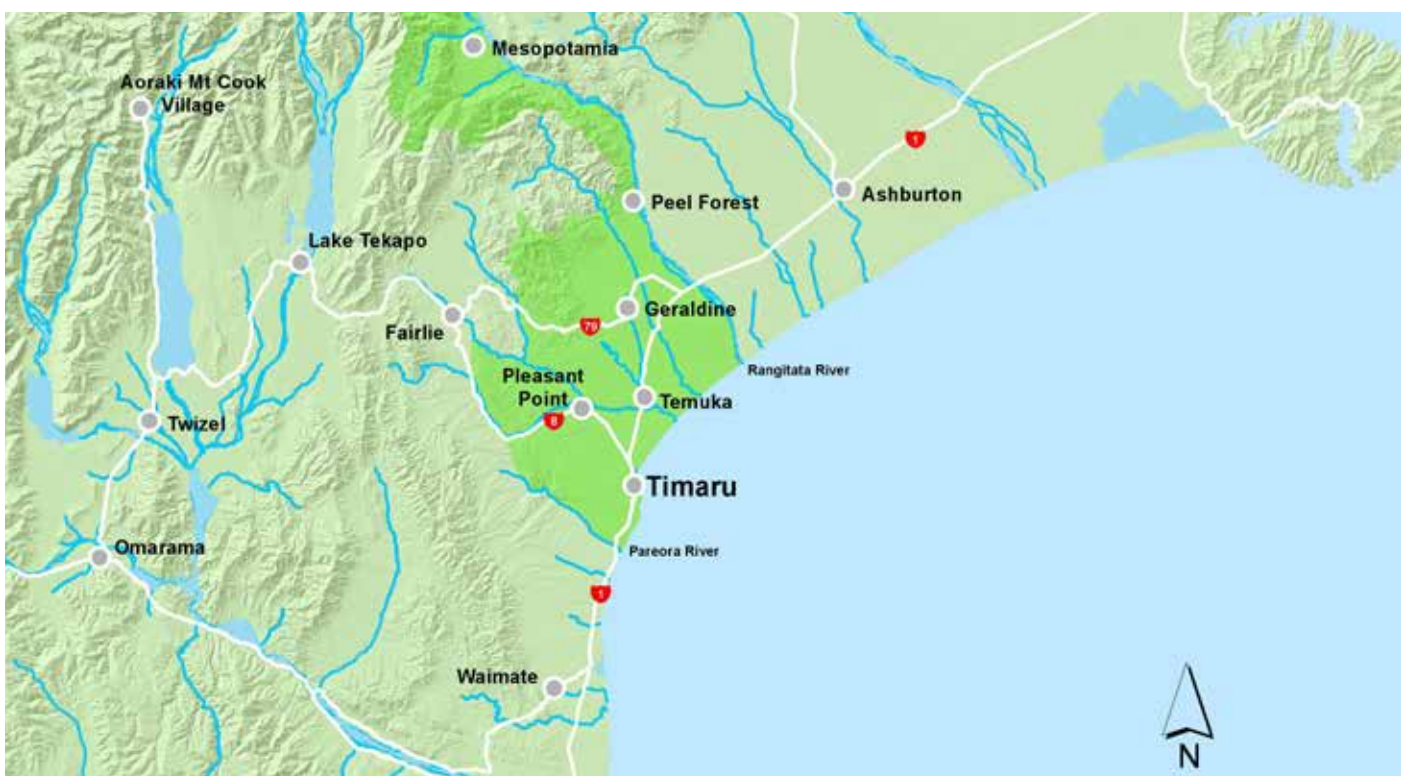 Mesopotamia
Aoraki Mt Cook
Village
1
Ashburton
Peel Forest
Lake Tekapo
Geraldine
79
Fairlie
Rangitata River
Pleasant
Point
Temuka
8
Twizel
Timaru
Omarama
Pareora River
1
Waimate
N